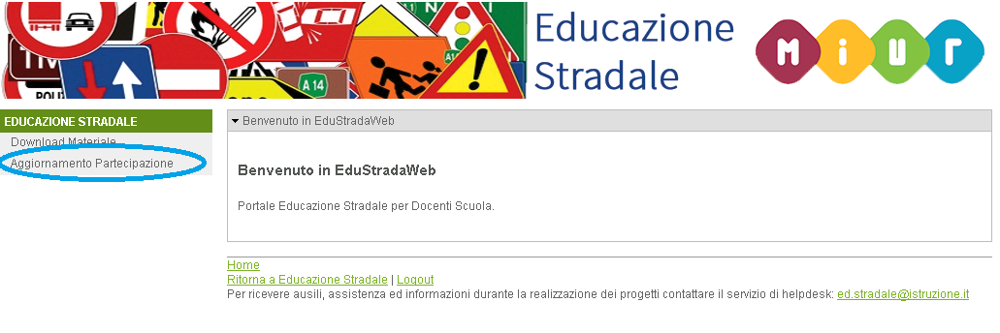 Educazione
Stradale
MiUr
A 14
A1
EDUCAZIONE STRADALE
Download Materiale
Aggiornamento Partecipazione
Benvenuto in EduStradaWeb
Benvenuto in EduStradaWeb
Portale Educazione Stradale per Docenti Scuola.
Home
Ritorna a Educazione Stradale | Logout
Per ricevere ausili, assistenza ed informazioni durante la realizzazione dei progetti contattare il servizio di helpdesk: ed.stradale@istruzione.it